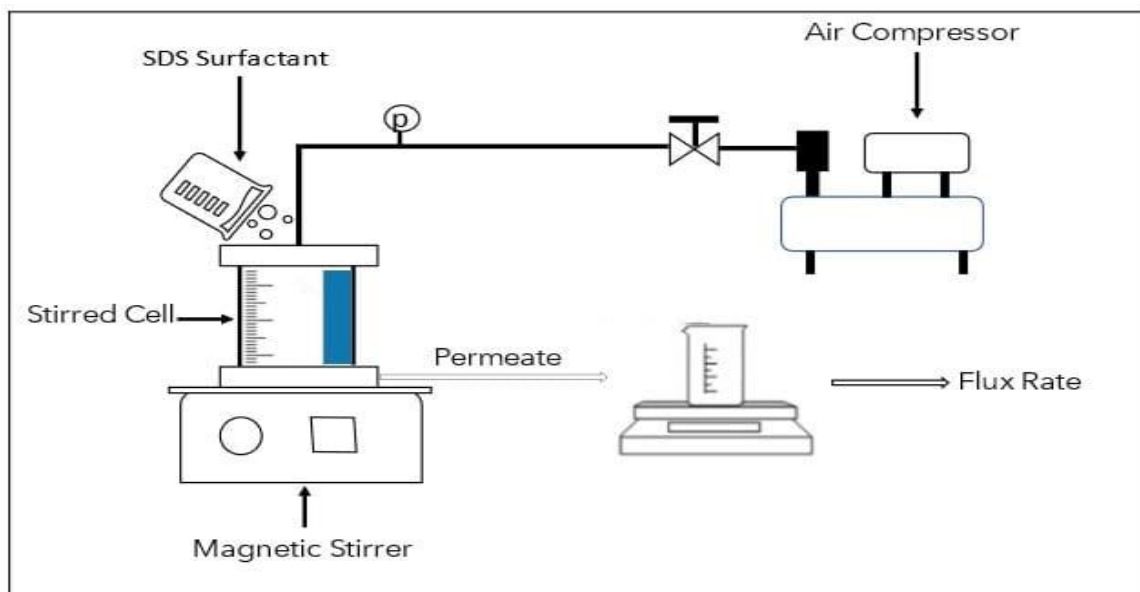 Air Compressor
SDS Surfactant
p
Stirred Cell
Permeate
Flux Rate
Magnetic Stirrer